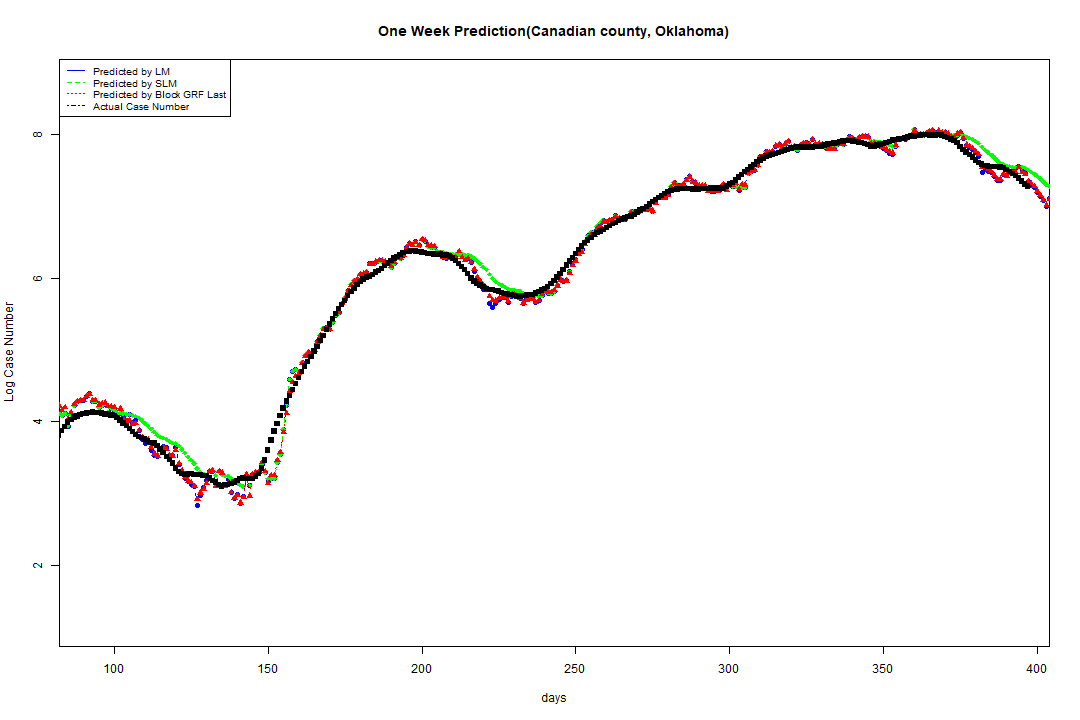 One Week Prediction(Canadian county, Oklahoma)
Predicted by LM
Predicted by SLM
Predicted by Block GRF Last
Actual Case Number
8
6
4
2
Log Case Number
100 150 200 250 300 350 400
days